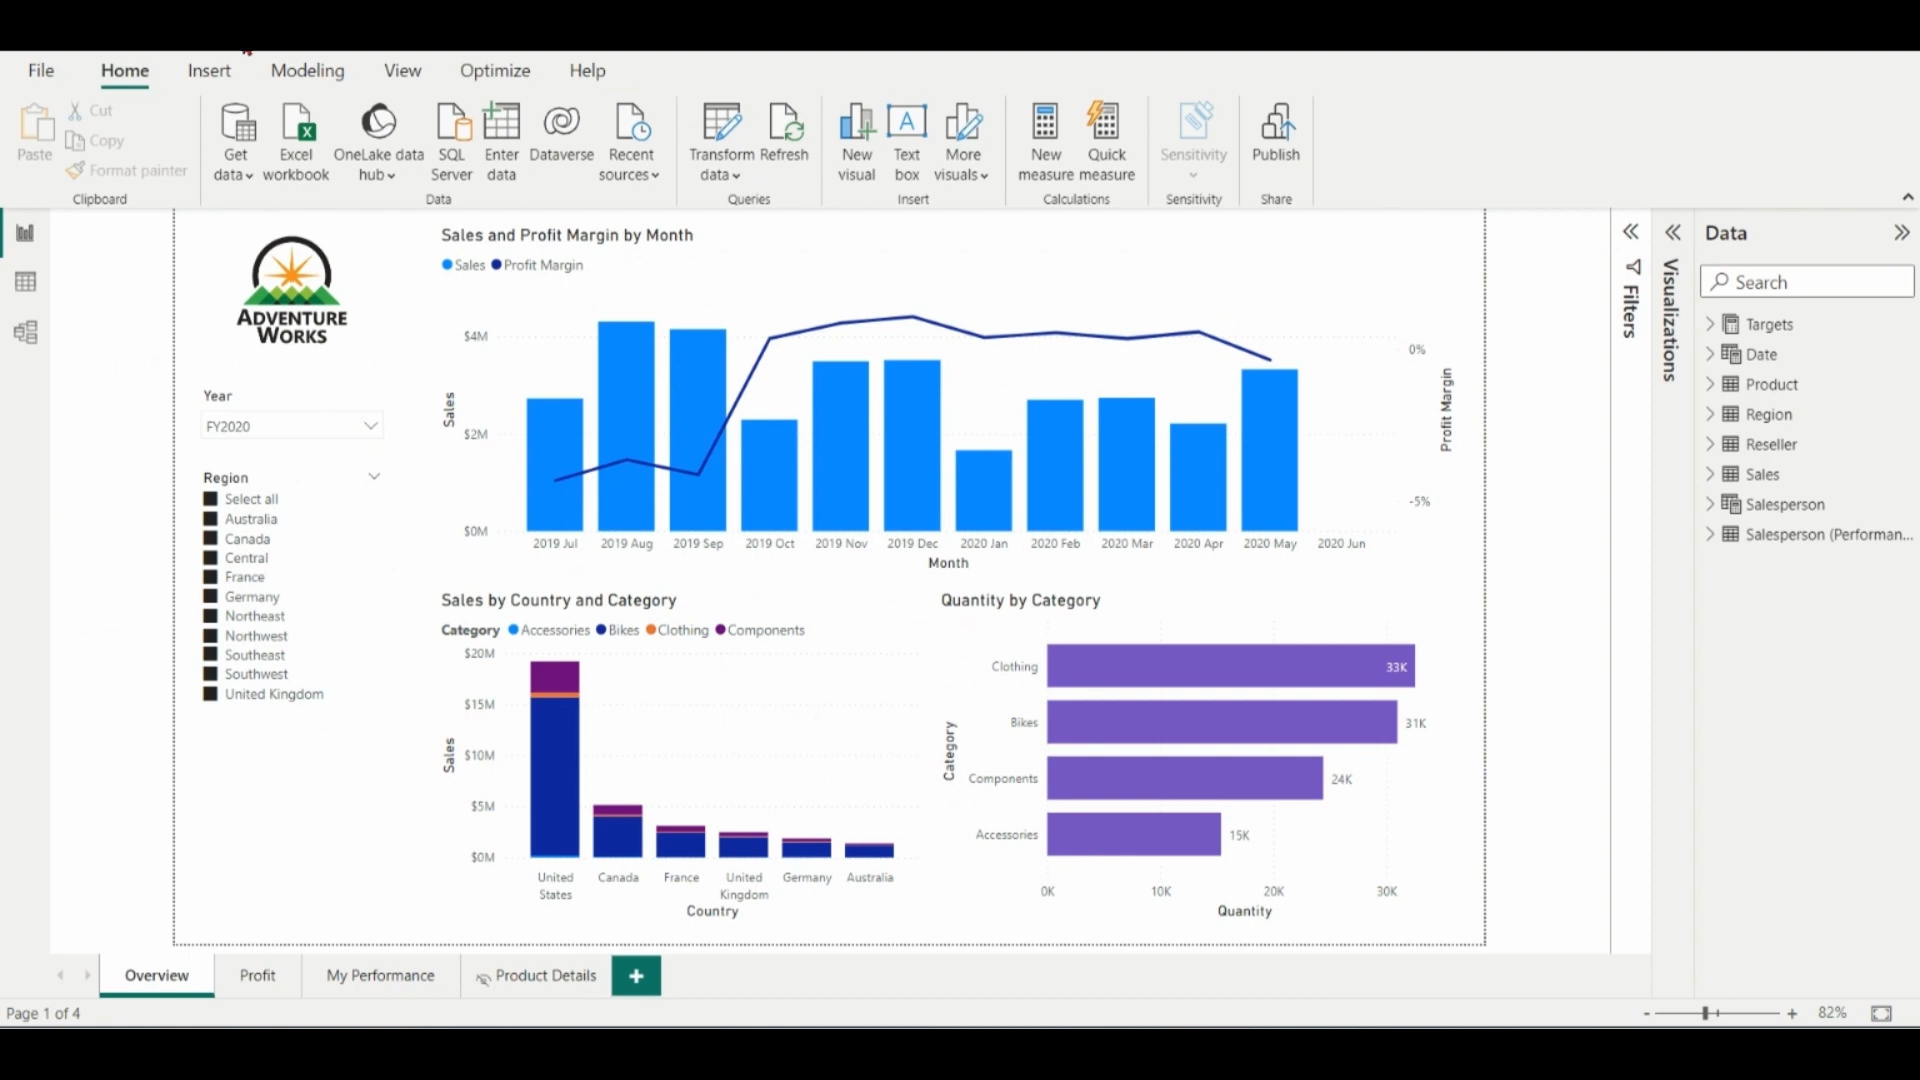 File Home Insert Modeling View Optimize Help
Paste
Cut
Copy
Format painter
Clipboard
Get data
Excel workbook
OneLake data hub
SQL Server
Enter data
Dataverse
Recent sources
Data
Transform data
Refresh
Queries
New visual
Text box
More visuals
Insert
New measure
Quick measure
Calculations
Sensitivity
Sensitivity
Publish
Share
ADVENTURE
WORKS
Year
FY2020
Region
Select all
Australia
Canada
Central
France
Germany
Northeast
Northwest
Southeast
Southwest
United Kingdom
Sales and Profit Margin by Month
Sales Profit Margin
$4M
$2M
$0M
Sales
0%
-5%
Profit Margin
2019 Jul 2019 Aug 2019 Sep 2019 Oct 2019 Nov 2019 Dec 2020 Jan 2020 Feb 2020 Mar 2020 Apr 2020 May 2020 Jun
Month
Sales by Country and Category
Category Accessories Bikes Clothing Components
$20M
$15M
$10M
$5M
$0M
Sales
United States Canada France United Kingdom Germany Australia
Country
Quantity by Category
Category
Clothing 33K
Bikes 31K
Components 24K
Accessories 15K
0K 10K 20K 30K
Quantity
Filters
Visualizations
Data
Search
Targets
Date
Product
Region
Reseller
Sales
Salesperson
Salesperson (Performan...
Overview Profit My Performance Product Details +
Page 1 of 4
- + 82%